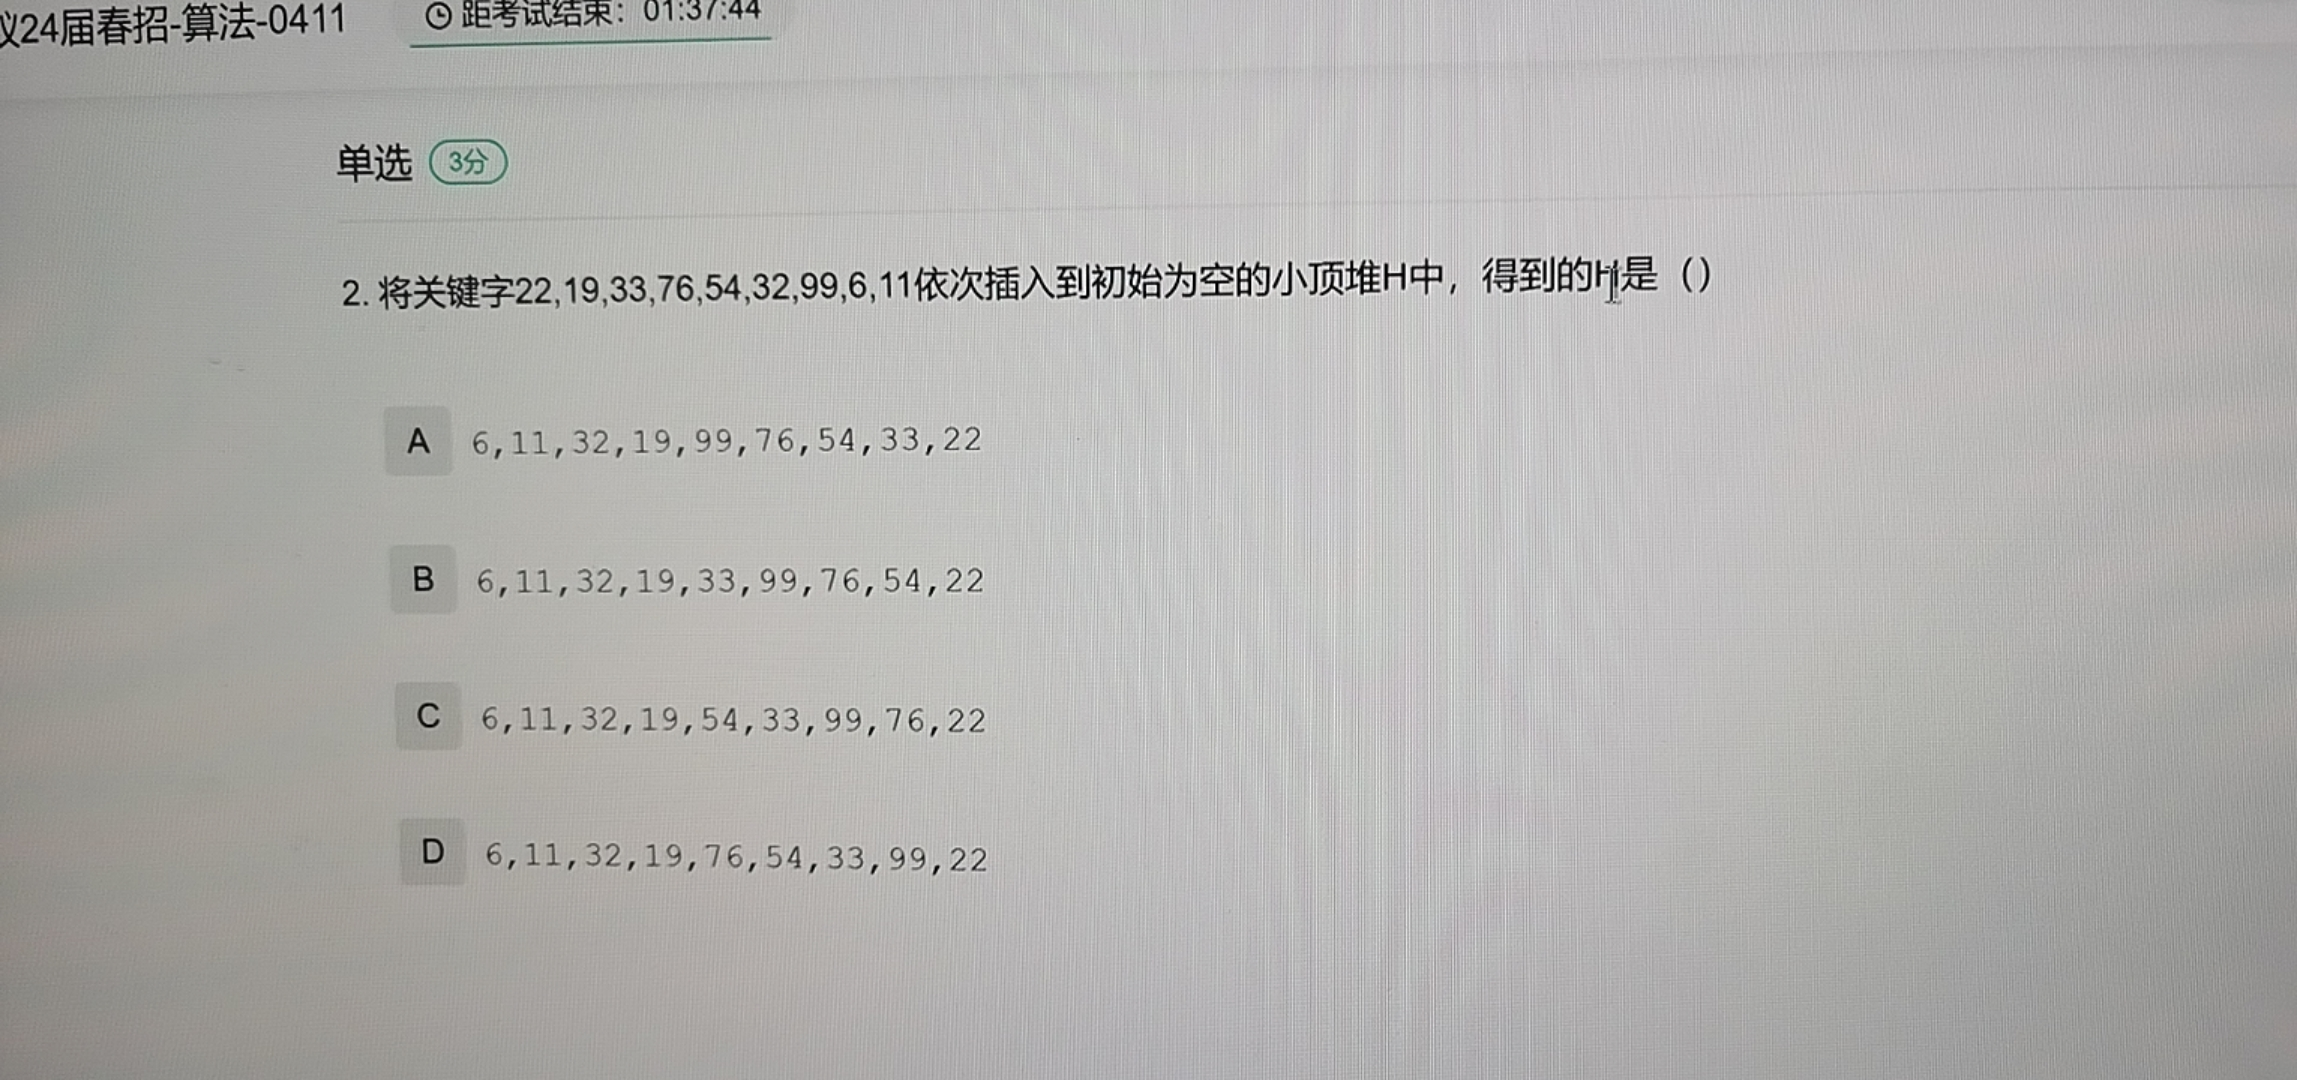 议24届春招-算法-0411
距考试结束：01:37:44
单选 3分
2. 将关键字22,19,33,76,54,32,99,6,11依次插入到初始为空的小顶堆H中，得到的H是（）
A 6,11,32,19,99,76,54,33,22
B 6,11,32,19,33,99,76,54,22
C 6,11,32,19,54,33,99,76,22
D 6,11,32,19,76,54,33,99,22